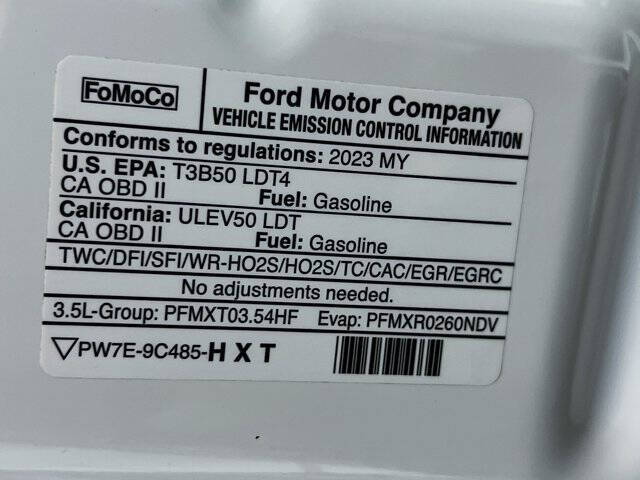 FoMoCo
Ford Motor Company
VEHICLE EMISSION CONTROL INFORMATION
Conforms to regulations: 2023 MY
U.S. EPA: T3B50 LDT4
CA OBD II Fuel: Gasoline
California: ULEV50 LDT
CA OBD II Fuel: Gasoline
TWC/DFI/SFI/WR-HO2S/HO2S/TC/CAC/EGR/EGRC
No adjustments needed.
3.5L-Group: PFMXT03.54HF Evap: PFMXR0260NDV
▽PW7E-9C485-H X T